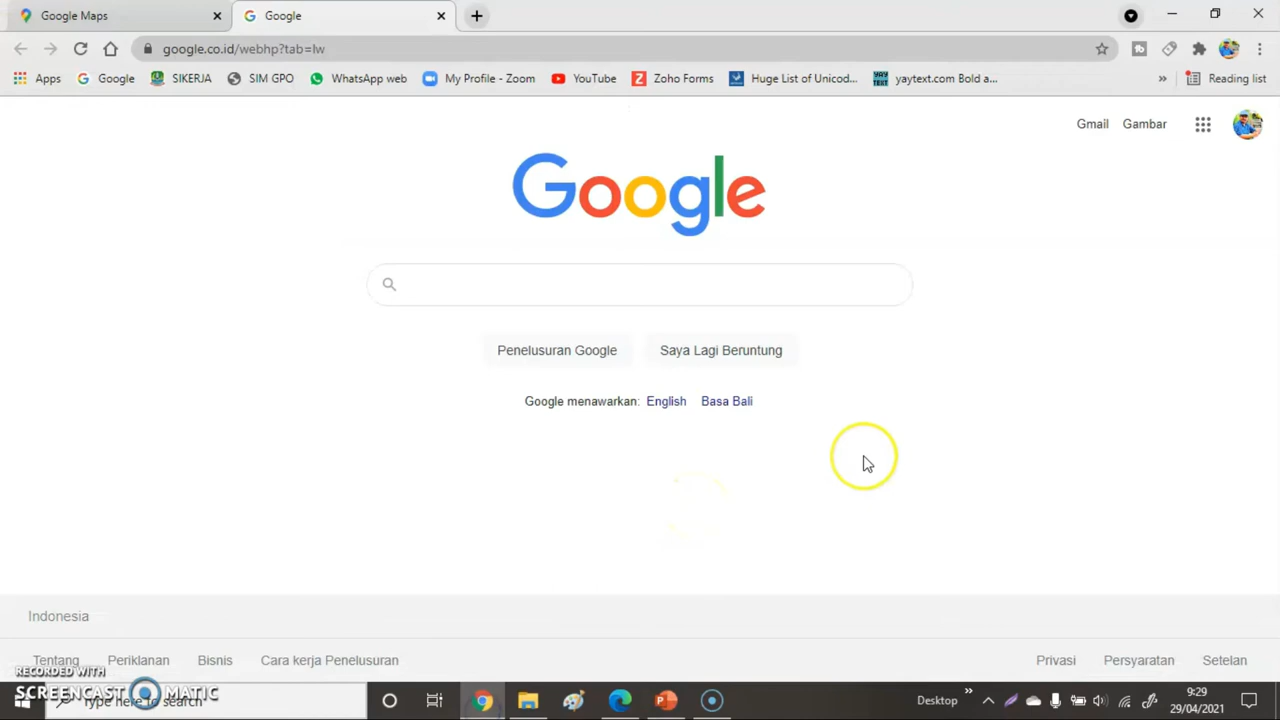 Google Maps
Google
google.co.id/webhp?tab=lw
Apps Google SIKERJA SIM GPO WhatsApp web My Profile - Zoom YouTube Zoho Forms Huge List of Unicod... yaytext.com Bold a... » Reading list
Gmail Gambar
Google
Penelusuran Google Saya Lagi Beruntung
Google menawarkan: English Basa Bali
Indonesia
Tentang Periklanan Bisnis Cara kerja Penelusuran Privasi Persyaratan Setelan
RECORDED WITH
SCREENCAST MATIC
Type here to search
Desktop »
9:29
29/04/2021